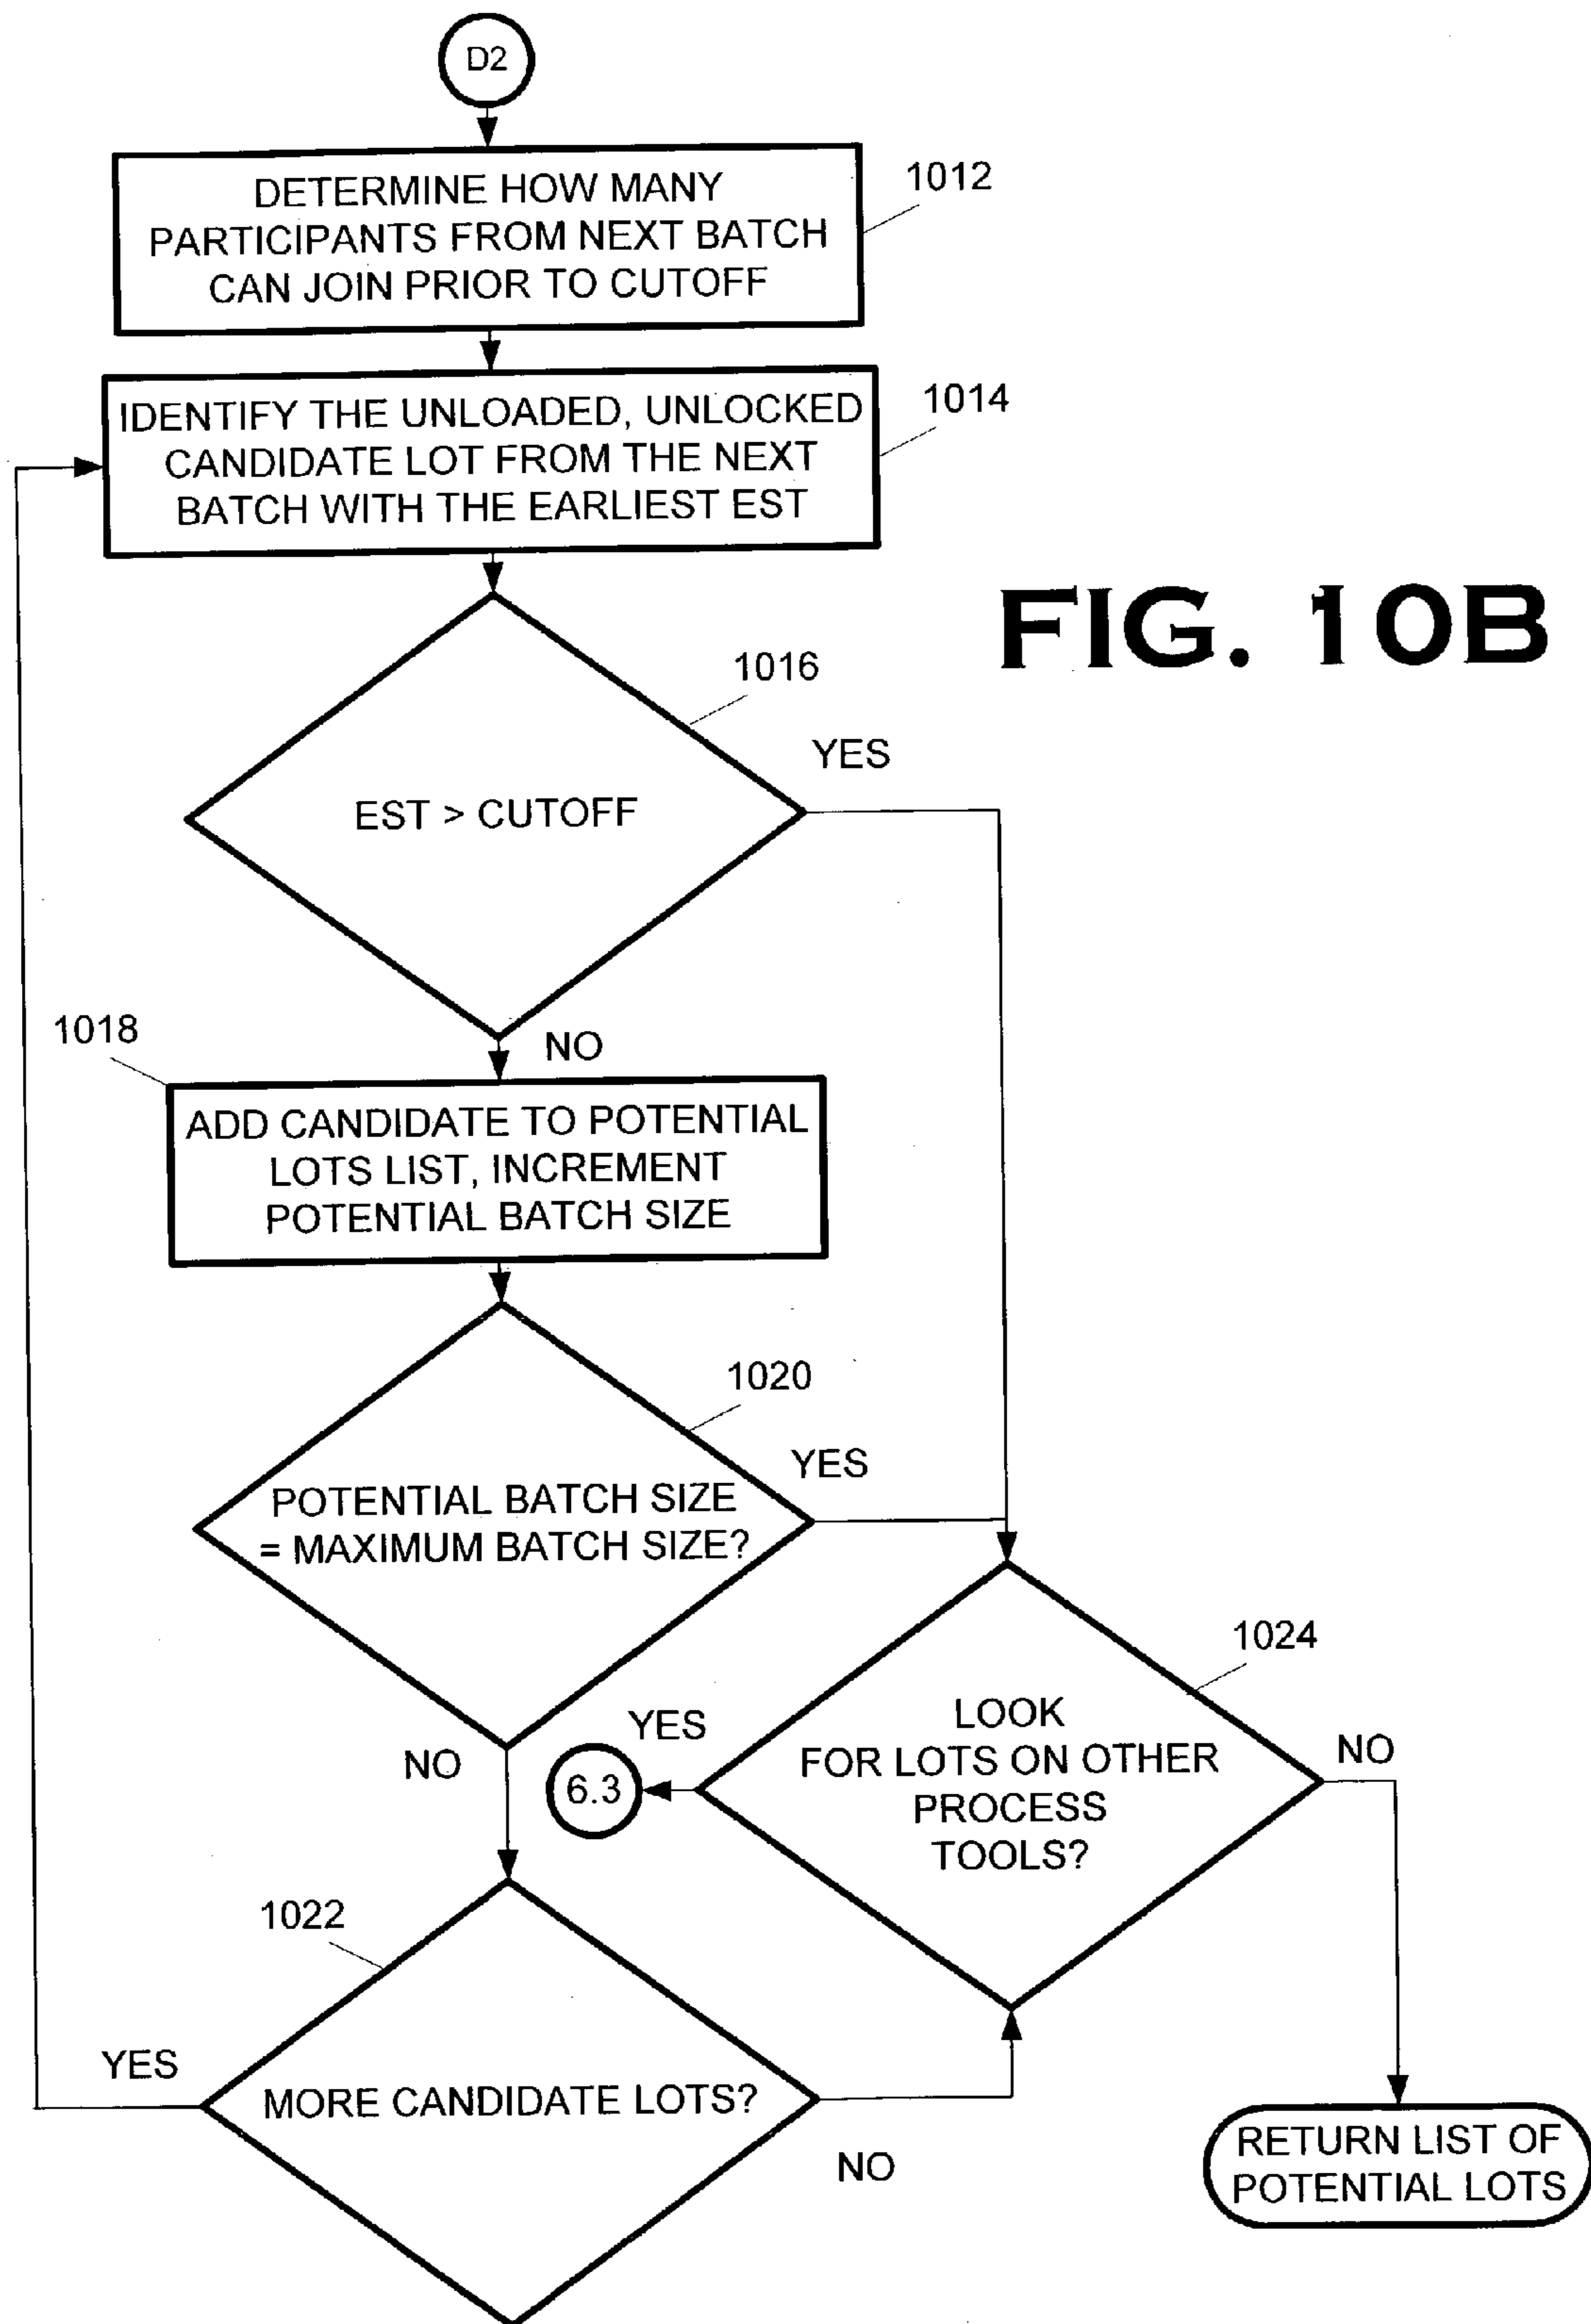 D2
DETERMINE HOW MANY
PARTICIPANTS FROM NEXT BATCH
CAN JOIN PRIOR TO CUTOFF
1012
IDENTIFY THE UNLOADED, UNLOCKED
CANDIDATE LOT FROM THE NEXT
BATCH WITH THE EARLIEST EST
1014
FIG. 10B
1016
YES
EST > CUTOFF
NO
1018
ADD CANDIDATE TO POTENTIAL
LOTS LIST, INCREMENT
POTENTIAL BATCH SIZE
1020
YES
POTENTIAL BATCH SIZE
= MAXIMUM BATCH SIZE?
NO
1024
LOOK
FOR LOTS ON OTHER
PROCESS
TOOLS?
YES
6.3
NO
1022
MORE CANDIDATE LOTS?
YES
NO
RETURN LIST OF
POTENTIAL LOTS